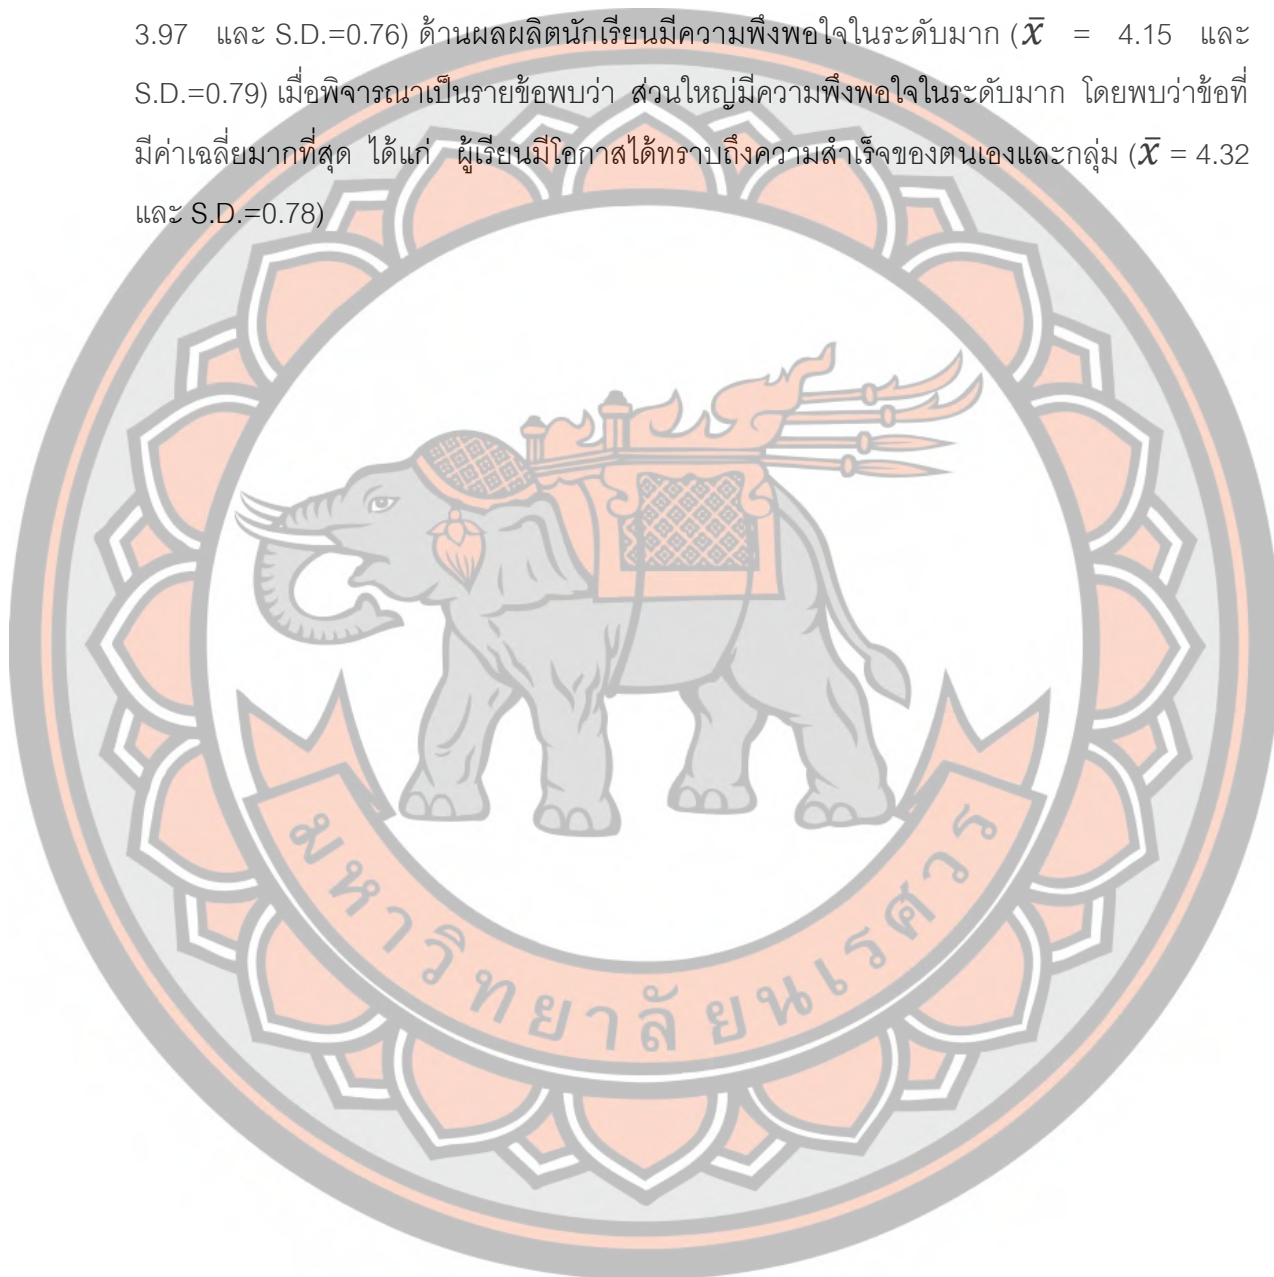 3.97 และ S.D.=0.76) ด้านผลผลิตนักเรียนมีความพึงพอใจในระดับมาก (x̄ = 4.15 และ
S.D.=0.79) เมื่อพิจารณาเป็นรายข้อพบว่า ส่วนใหญ่มีความพึงพอใจในระดับมาก โดยพบว่าข้อที่
มีค่าเฉลี่ยมากที่สุด ได้แก่ ผู้เรียนมีโอกาสได้ทราบถึงความสำเร็จของตนเองและกลุ่ม (x̄ = 4.32
และ S.D.=0.78)
มหาวิทยาลัยนเรศวร